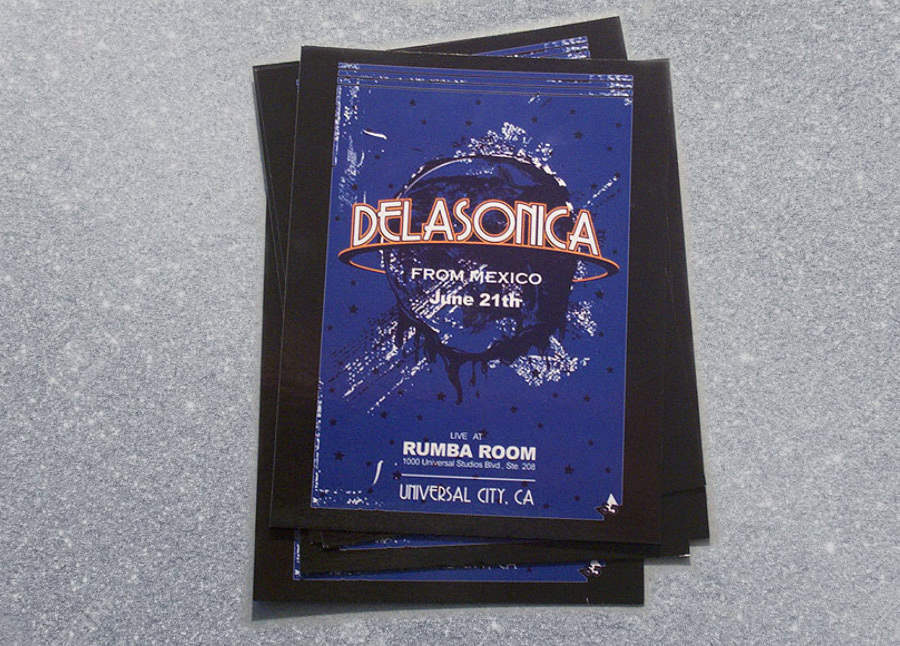 DELASONICA
FROM MEXICO
June 21th
LIVE AT
RUMBA ROOM
1000 Universal Studios Blvd., Ste. 208
UNIVERSAL CITY, CA